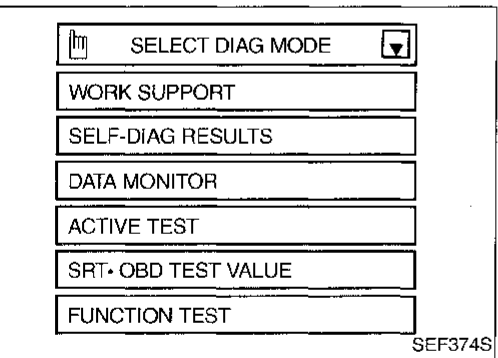 SELECT DIAG MODE
WORK SUPPORT
SELF-DIAG RESULTS
DATA MONITOR
ACTIVE TEST
SRT• OBD TEST VALUE
FUNCTION TEST
SEF374S